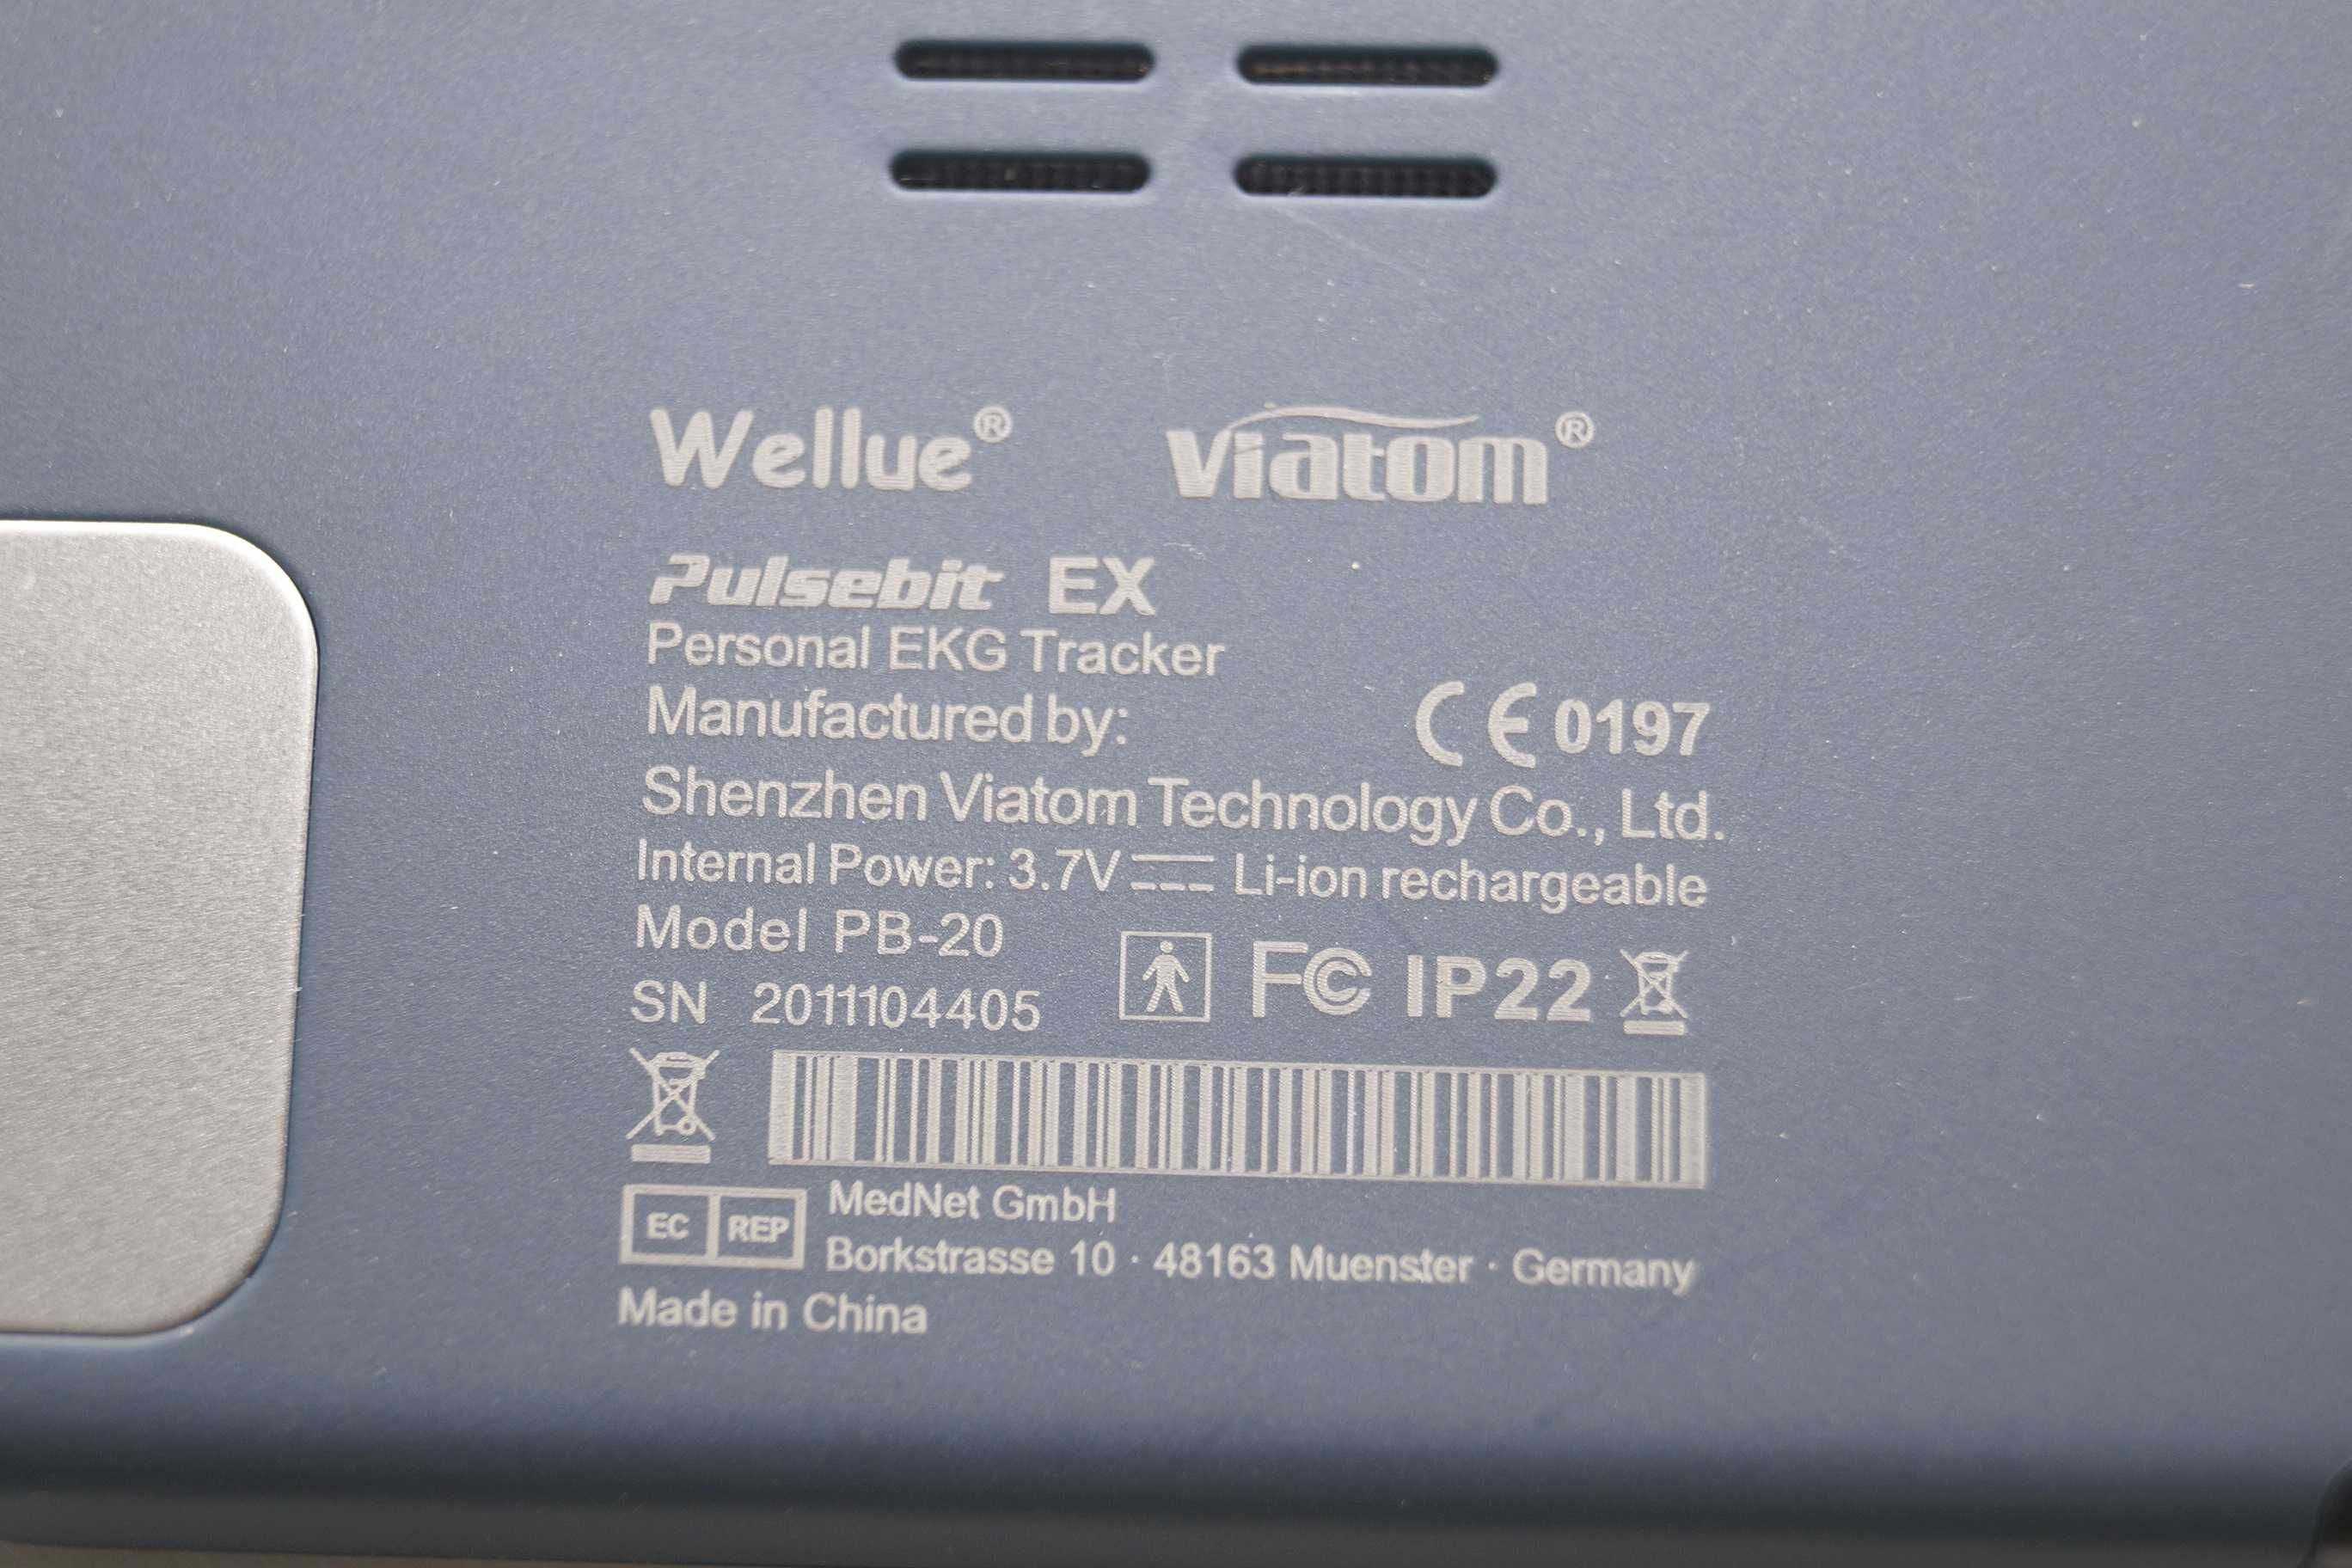 Wellue® Viatom®
Pulsebit EX
Personal EKG Tracker
Manufactured by: CE 0197
Shenzhen Viatom Technology Co., Ltd.
Internal Power: 3.7V ⎓ Li-ion rechargeable
Model PB-20
FC IP22
SN 2011104405
EC REP MedNet GmbH
Borkstrasse 10 · 48163 Muenster · Germany
Made in China